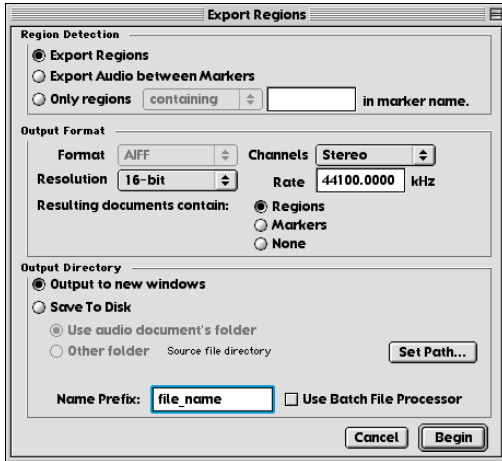 Export Regions
Region Detection
Export Regions
Export Audio between Markers
Only regions containing in marker name.
Output Format
Format AIFF Channels Stereo
Resolution 16-bit Rate 44100.0000 kHz
Resulting documents contain: Regions
Markers
None
Output Directory
Output to new windows
Save To Disk
Use audio document's folder
Other folder Source file directory Set Path...
Name Prefix: file_name Use Batch File Processor
Cancel Begin